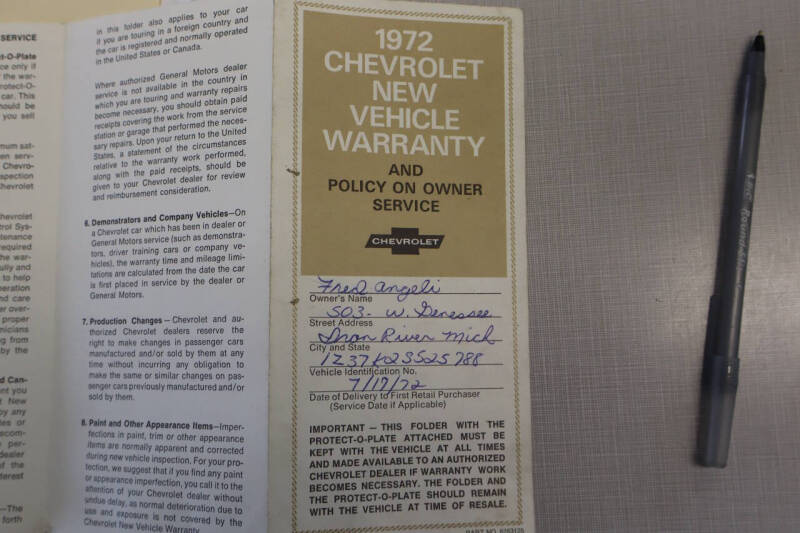 SERVICE
in this folder also applies to your car
if you are touring in a foreign country and
the car is registered and normally operated
in the United States or Canada.
Where authorized General Motors dealer
service is not available in the country in
which you are touring and warranty repairs
become necessary, you should obtain paid
receipts covering the work from the service
station or garage that performed the neces-
sary repairs. Upon your return to the United
States, a statement of the circumstances
relative to the warranty work performed,
along with the paid receipts, should be
given to your Chevrolet dealer for review
and reimbursement consideration.
6. Demonstrators and Company Vehicles—On
a Chevrolet car which has been in dealer or
General Motors service (such as demonstra-
tors, driver training cars or company ve-
hicles), the warranty time and mileage limi-
tations are calculated from the date the car
is first placed in service by the dealer or
General Motors.
7. Production Changes — Chevrolet and au-
thorized Chevrolet dealers reserve the
right to make changes in passenger cars
manufactured and/or sold by them at any
time without incurring any obligation to
make the same or similar changes on pas-
senger cars previously manufactured and/or
sold by them.
8. Paint and Other Appearance Items—Imper-
fections in paint, trim or other appearance
items are normally apparent and corrected
during new vehicle inspection. For your pro-
tection, we suggest that if you find any paint
or appearance imperfection, you call it to the
attention of your Chevrolet dealer without
undue delay, as normal deterioration due to
use and exposure is not covered by the
Chevrolet New Vehicle Warranty.
1972
CHEVROLET
NEW
VEHICLE
WARRANTY
AND
POLICY ON OWNER
SERVICE
CHEVROLET
Fred Angeli
Owner's Name
503- W. Genessee
Street Address
Iron River Mich
City and State
1Z37K2S525788
Vehicle Identification No.
7/17/72
Date of Delivery to First Retail Purchaser
(Service Date if Applicable)
IMPORTANT — THIS FOLDER WITH THE
PROTECT-O-PLATE ATTACHED MUST BE
KEPT WITH THE VEHICLE AT ALL TIMES
AND MADE AVAILABLE TO AN AUTHORIZED
CHEVROLET DEALER IF WARRANTY WORK
BECOMES NECESSARY. THE FOLDER AND
THE PROTECT-O-PLATE SHOULD REMAIN
WITH THE VEHICLE AT TIME OF RESALE.
PART NO.